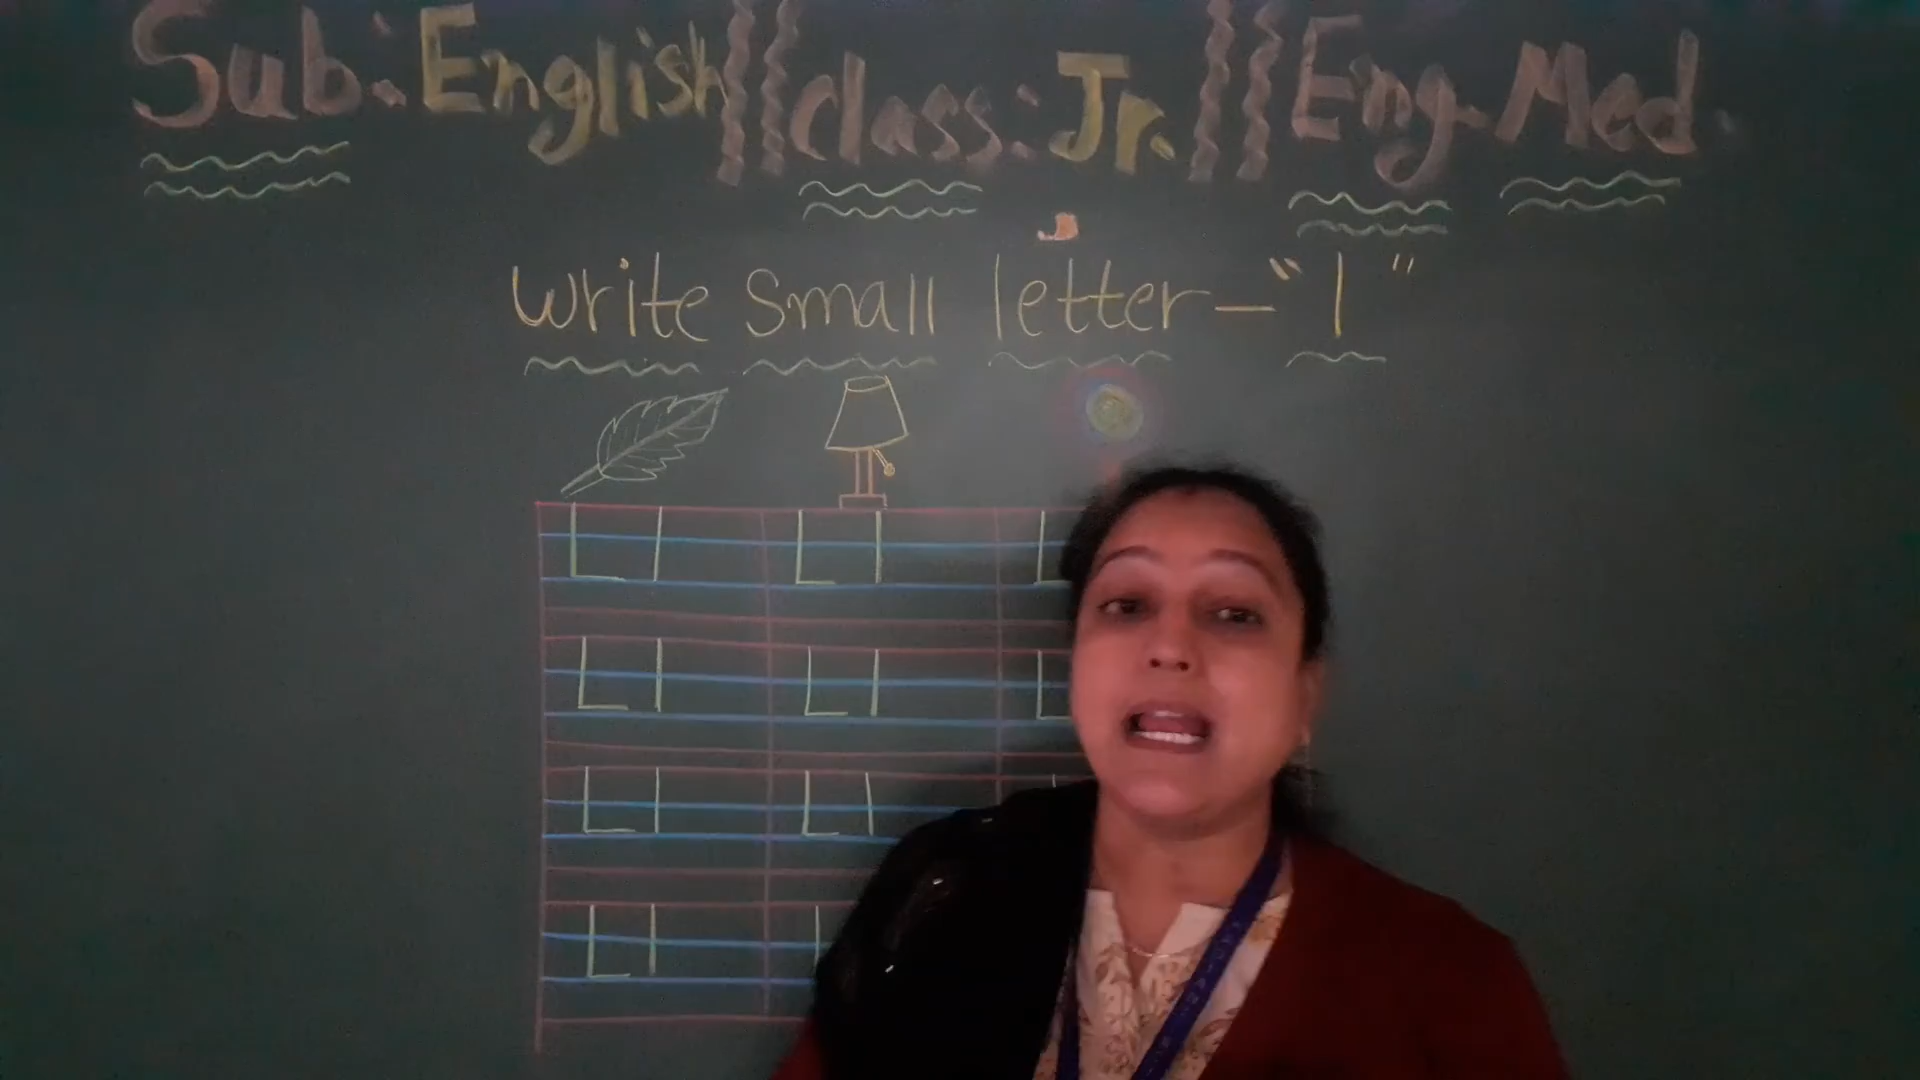 Sub: English class: Jr. Eng. Med.
write small letter - "l"
L l L l L
L l L l L
L l L l
L l